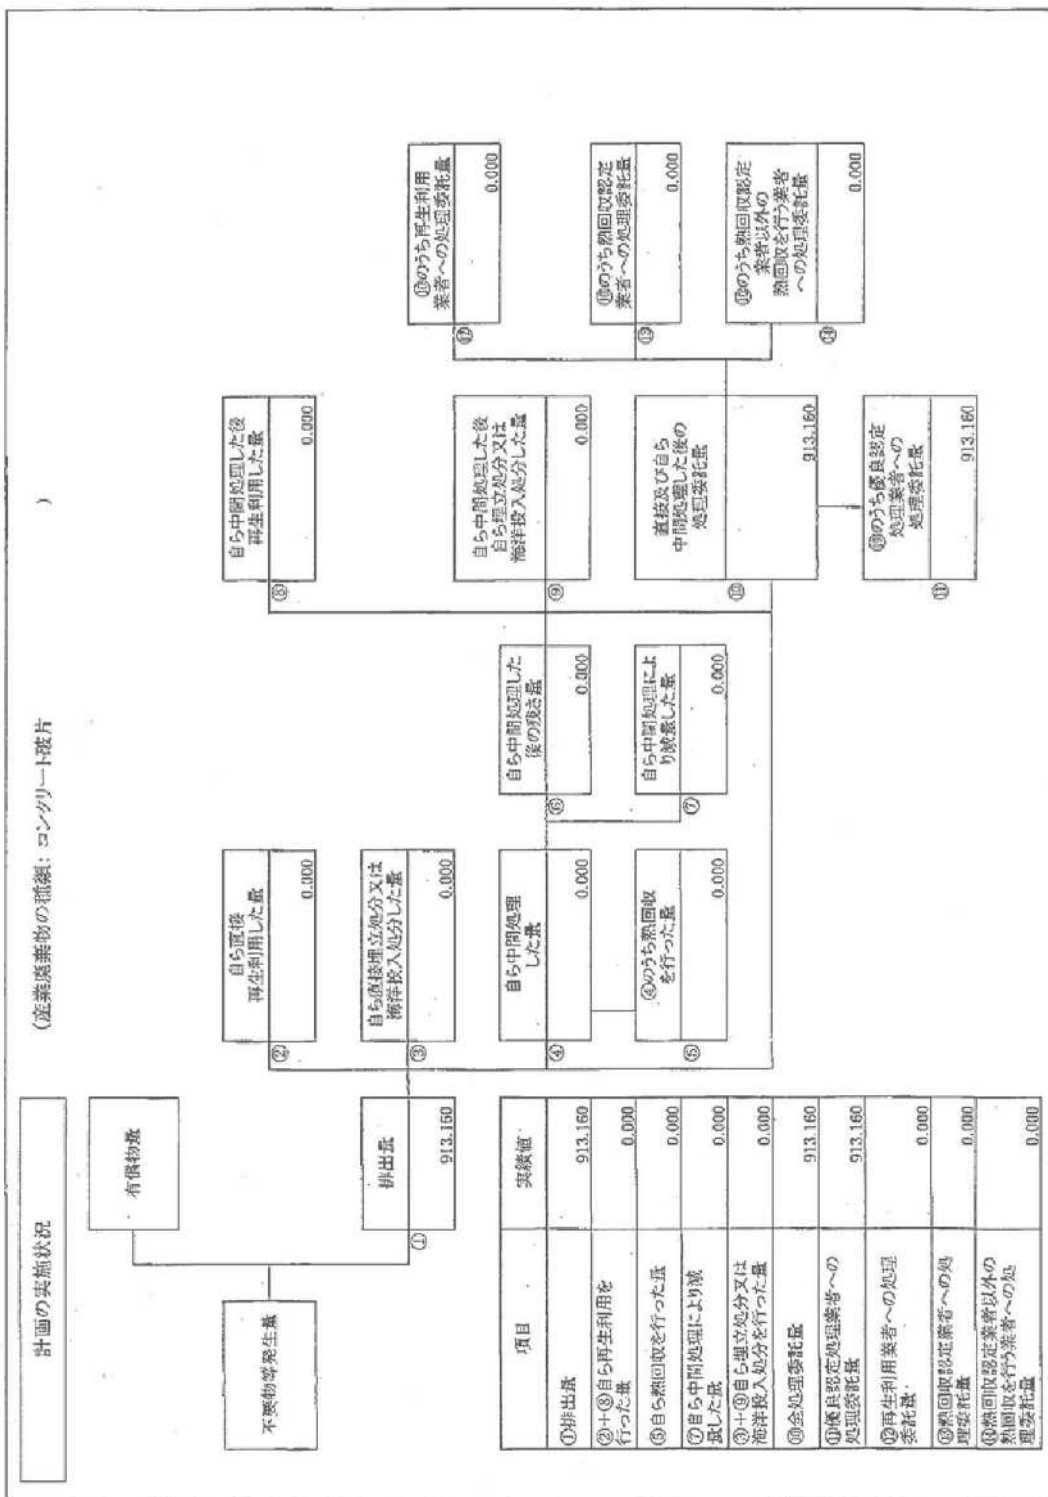 計画の実施状況
(産業廃棄物の種類: コンクリート破片 )
不要物等発生量
有償物量
①
排出量
913.160
②
自ら直接
再生利用した量
0.000
③
自ら直接埋立処分又は
海洋投入処分した量
0.000
④
自ら中間処理
した量
0.000
⑤
④のうち熱回収
を行った量
0.000
⑥
自ら中間処理した
後の残さ量
0.000
⑦
自ら中間処理によ
り減量した量
0.000
⑧
自ら中間処理した後
再生利用した量
0.000
⑨
自ら中間処理した後
自ら埋立処分又は
海洋投入処分した量
0.000
⑩
直接及び自ら
中間処理した後の
処理委託量
913.160
⑪
⑩のうち優良認定
処理業者への
処理委託量
913.160
⑫
⑩のうち再生利用
業者への処理委託量
0.000
⑬
⑩のうち熱回収認定
業者への処理委託量
0.000
⑭
⑩のうち熱回収認定
業者以外の
熱回収を行う業者
への処理委託量
0.000
項目 実績値
①排出量 913.160
②+⑧自ら再生利用を
行った量 0.000
⑤自ら熱回収を行った量 0.000
⑦自ら中間処理により減
量した量 0.000
③+⑨自ら埋立処分又は
海洋投入処分を行った量 0.000
⑩全処理委託量 913.160
⑪優良認定処理業者への
処理委託量 913.160
⑫再生利用業者への処理
委託量 0.000
⑬熱回収認定業者への処
理委託量 0.000
⑭熱回収認定業者以外の
熱回収を行う業者への処
理委託量 0.000